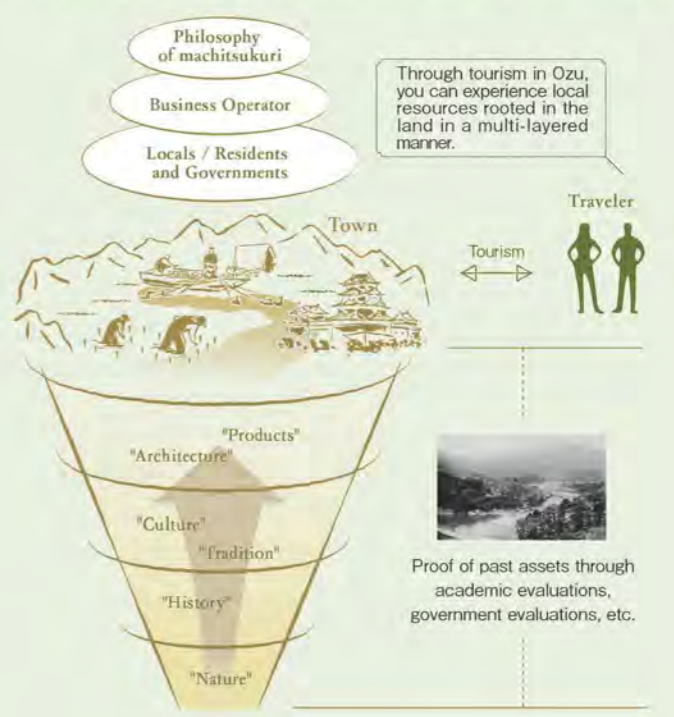 Philosophy
of machitsukuri
Business Operator
Locals / Residents
and Governments
Through tourism in Ozu,
you can experience local
resources rooted in the
land in a multi-layered
manner.
Traveler
Town
Tourism
"Products"
"Architecture"
"Culture"
"Tradition"
"History"
"Nature"
Proof of past assets through
academic evaluations,
government evaluations, etc.